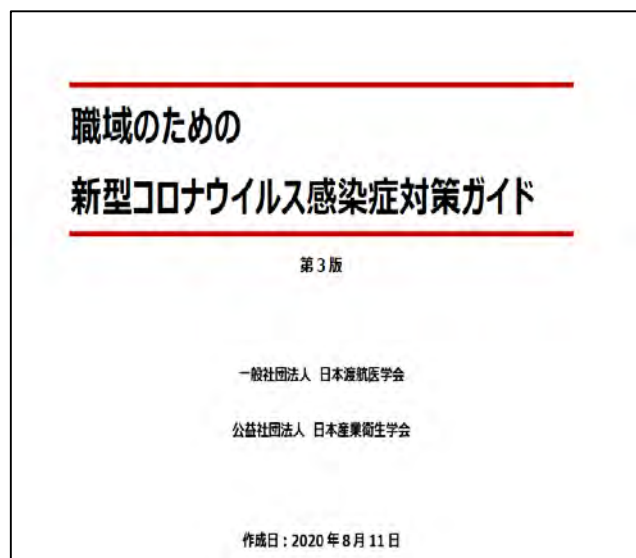 職域のための
新型コロナウイルス感染症対策ガイド
第3版
一般社団法人 日本渡航医学会
公益社団法人 日本産業衛生学会
作成日：2020年8月11日